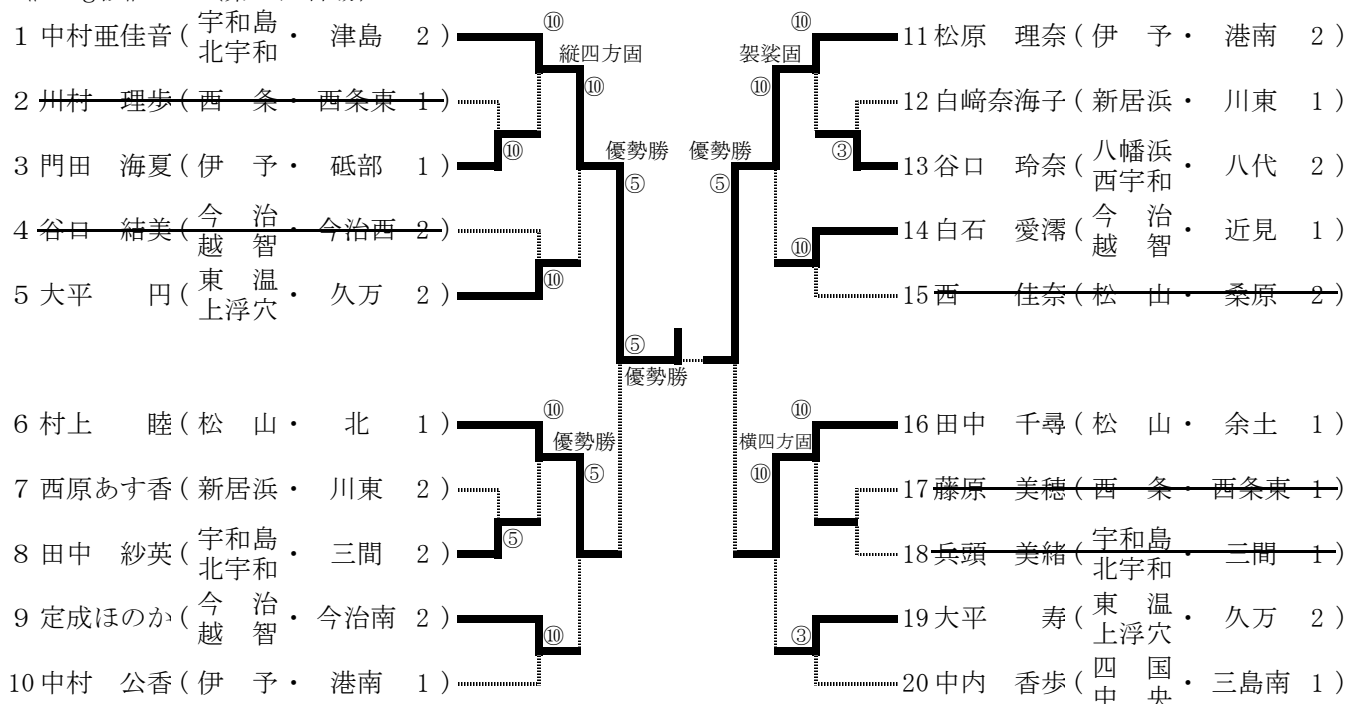 1 中村亜佳音 ( 宇和島 北宇和 ・ 津島 2 )
2 川村 理歩 ( 西 条 ・ 西条東 1 )
3 門田 海夏 ( 伊 予 ・ 砥部 1 )
4 谷口 結美 ( 今 治 越 智 ・ 今治西 2 )
5 大平 円 ( 東 温 上浮穴 ・ 久万 2 )
6 村上 睦 ( 松 山 ・ 北 1 )
7 西原あす香 ( 新居浜 ・ 川東 2 )
8 田中 紗英 ( 宇和島 北宇和 ・ 三間 2 )
9 定成ほのか ( 今 治 越 智 ・ 今治南 2 )
10 中村 公香 ( 伊 予 ・ 港南 1 )
⑩
縦四方固
⑩
⑩
優勢勝
⑤
⑩
⑤
優勢勝
⑩
優勢勝
⑤
⑤
⑩
⑩
袈裟固
⑩
③
優勢勝
⑤
⑩
⑩
横四方固
⑩
③
11 松原 理奈 ( 伊 予 ・ 港南 2 )
12 白﨑奈海子 ( 新居浜 ・ 川東 1 )
13 谷口 玲奈 ( 八幡浜 西宇和 ・ 八代 2 )
14 白石 愛澪 ( 今 治 越 智 ・ 近見 1 )
15 西 佳奈 ( 松 山 ・ 桑原 2 )
16 田中 千尋 ( 松 山 ・ 余土 1 )
17 藤原 美穂 ( 西 条 ・ 西条東 1 )
18 兵頭 美緒 ( 宇和島 北宇和 ・ 三間 1 )
19 大平 寿 ( 東 温 上浮穴 ・ 久万 2 )
20 中内 香歩 ( 四 国 中 央 ・ 三島南 1 )